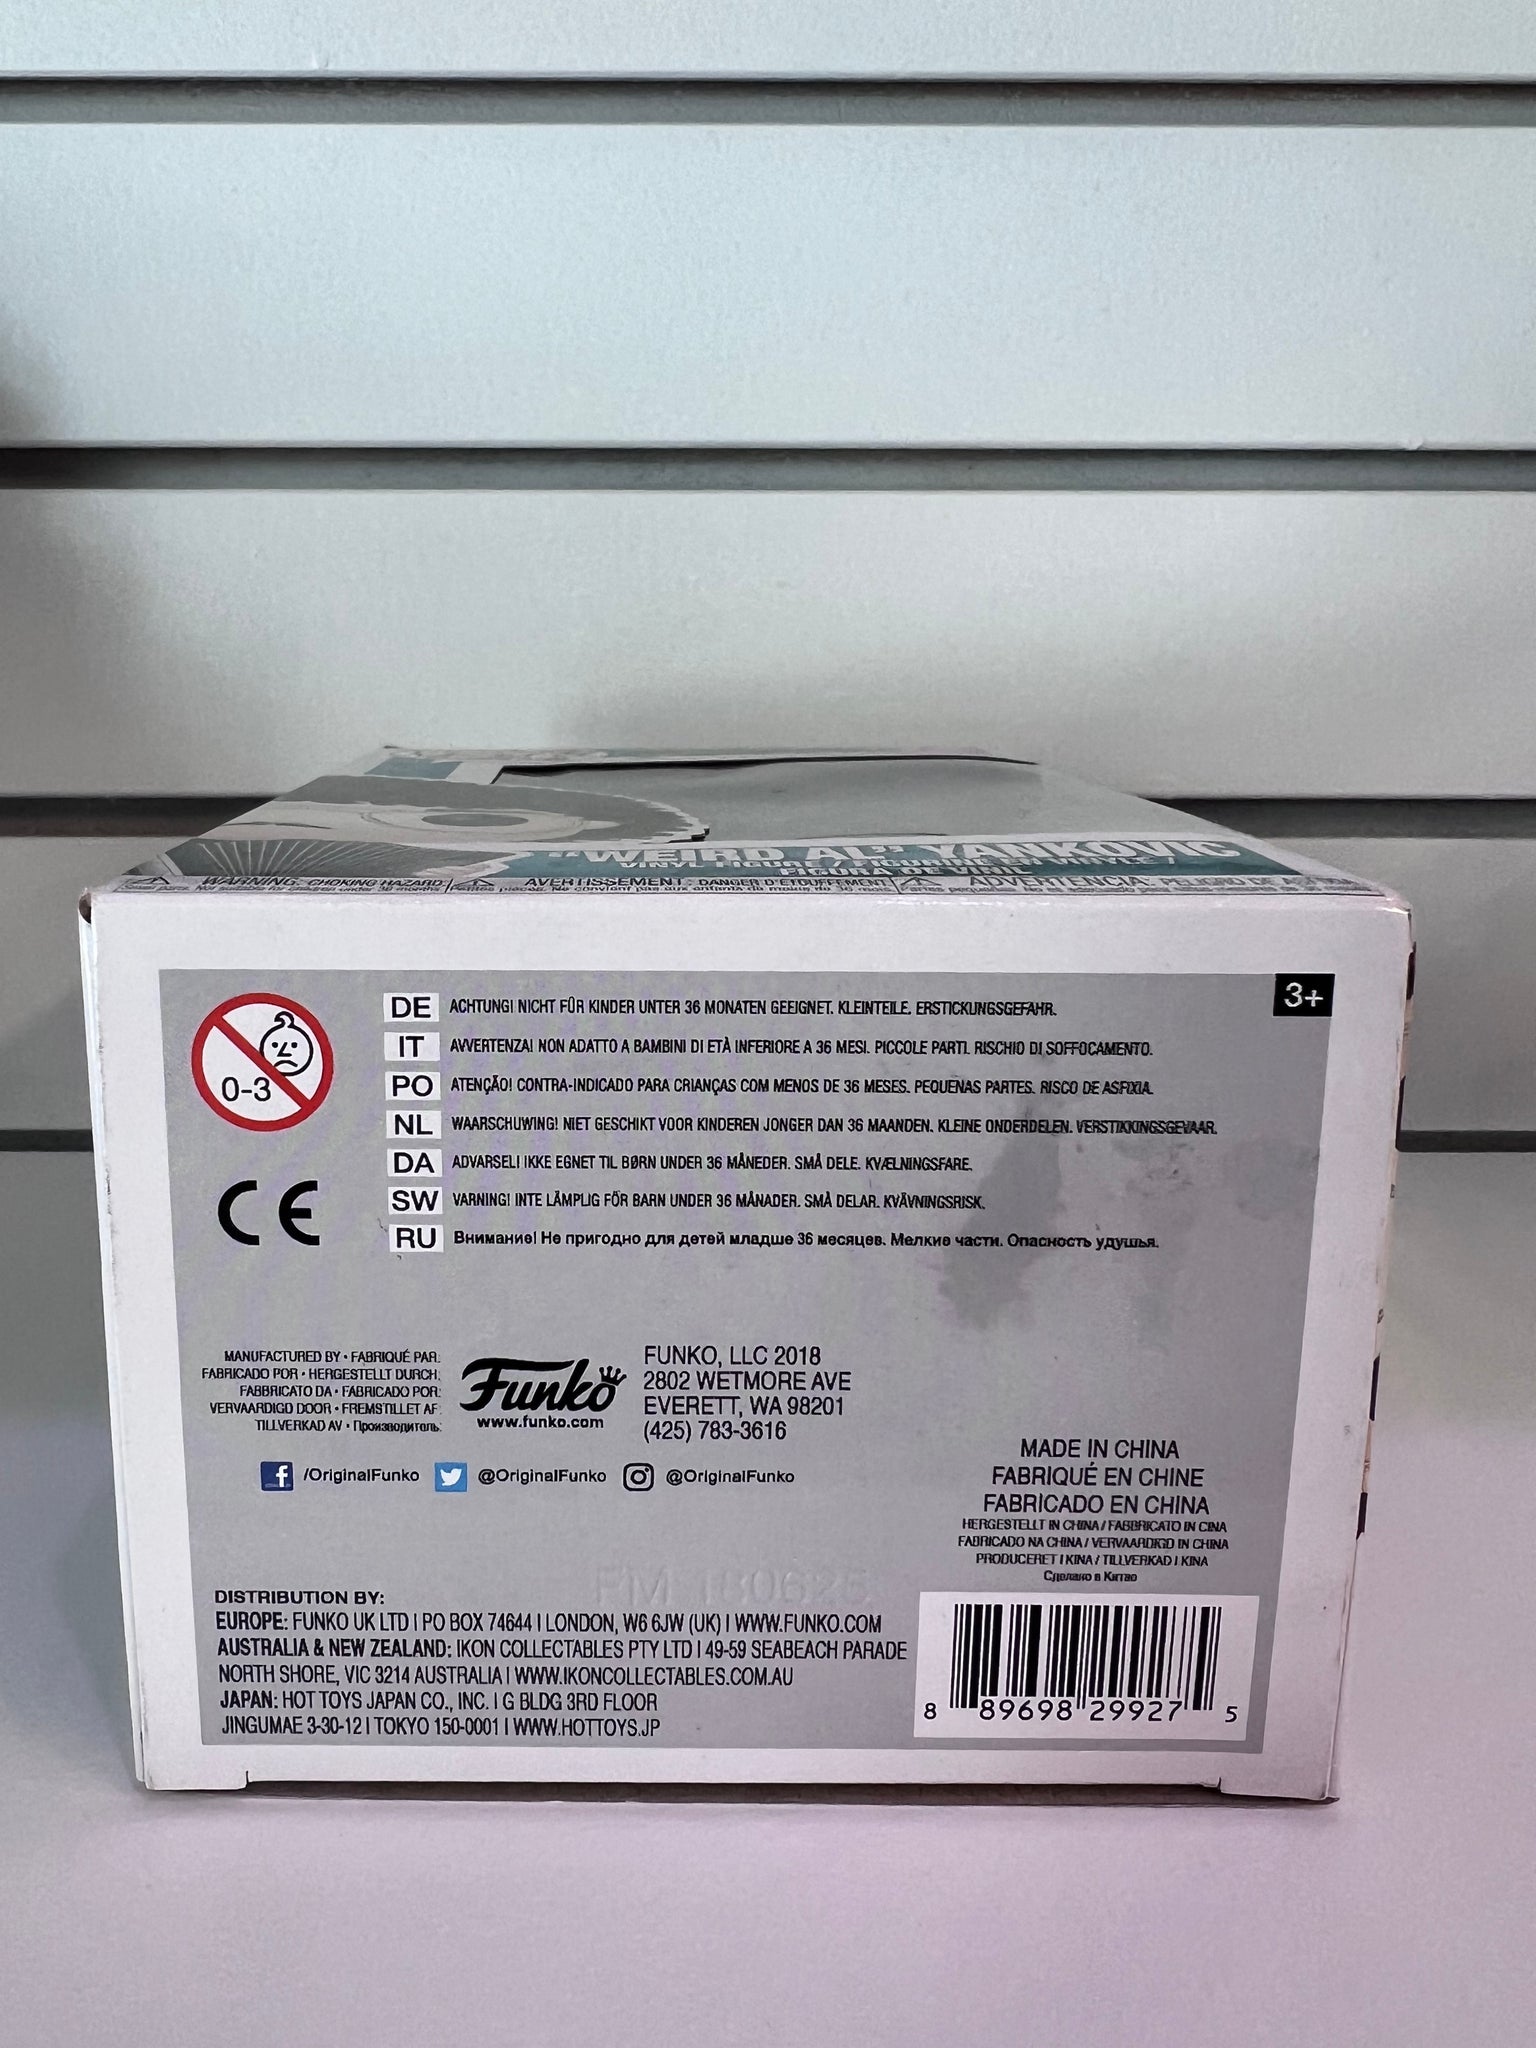 "WEIRD AL" YANKOVIC
VINYL FIGURE / FIGURINE EN VINYLE /
FIGURA DE VINIL
WARNING: CHOKING HAZARD: AVERTISSEMENT: DANGER D'ÉTOUFFEMENT ADVERTENCIA:
3+
0-3
DE ACHTUNG! NICHT FÜR KINDER UNTER 36 MONATEN GEEIGNET. KLEINTEILE. ERSTICKUNGSGEFAHR.
IT AVVERTENZA! NON ADATTO A BAMBINI DI ETÀ INFERIORE A 36 MESI. PICCOLE PARTI. RISCHIO DI SOFFOCAMENTO.
PO ATENÇÃO! CONTRA-INDICADO PARA CRIANÇAS COM MENOS DE 36 MESES. PEQUENAS PARTES. RISCO DE ASFIXIA.
NL WAARSCHUWING! NIET GESCHIKT VOOR KINDEREN JONGER DAN 36 MAANDEN. KLEINE ONDERDELEN. VERSTIKKINGSGEVAAR.
DA ADVARSEL! IKKE EGNET TIL BØRN UNDER 36 MÅNEDER. SMÅ DELE. KVÆLNINGSFARE.
SW VARNING! INTE LÄMPLIG FÖR BARN UNDER 36 MÅNADER. SMÅ DELAR. KVÄVNINGSRISK.
RU Внимание! Не пригодно для детей младше 36 месяцев. Мелкие части. Опасность удушья.
CE
MANUFACTURED BY • FABRIQUÉ PAR:
FABRICADO POR • HERGESTELLT DURCH:
FABBRICATO DA • FABRICADO POR:
VERVAARDIGD DOOR • FREMSTILLET AF:
TILLVERKAD AV • Производитель:
Funko
www.funko.com
FUNKO, LLC 2018
2802 WETMORE AVE
EVERETT, WA 98201
(425) 783-3616
/OriginalFunko @OriginalFunko @OriginalFunko
MADE IN CHINA
FABRIQUÉ EN CHINE
FABRICADO EN CHINA
HERGESTELLT IN CHINA / FABBRICATO IN CINA
FABRICADO NA CHINA / VERVAARDIGD IN CHINA
PRODUCERET I KINA / TILLVERKAD I KINA
Сделано в Китае
DISTRIBUTION BY:
EUROPE: FUNKO UK LTD | PO BOX 74644 | LONDON, W6 6JW (UK) | WWW.FUNKO.COM
AUSTRALIA & NEW ZEALAND: IKON COLLECTABLES PTY LTD | 49-59 SEABEACH PARADE
NORTH SHORE, VIC 3214 AUSTRALIA | WWW.IKONCOLLECTABLES.COM.AU
JAPAN: HOT TOYS JAPAN CO., INC. | G BLDG 3RD FLOOR
JINGUMAE 3-30-12 | TOKYO 150-0001 | WWW.HOTTOYS.JP
8 89698 29927 5